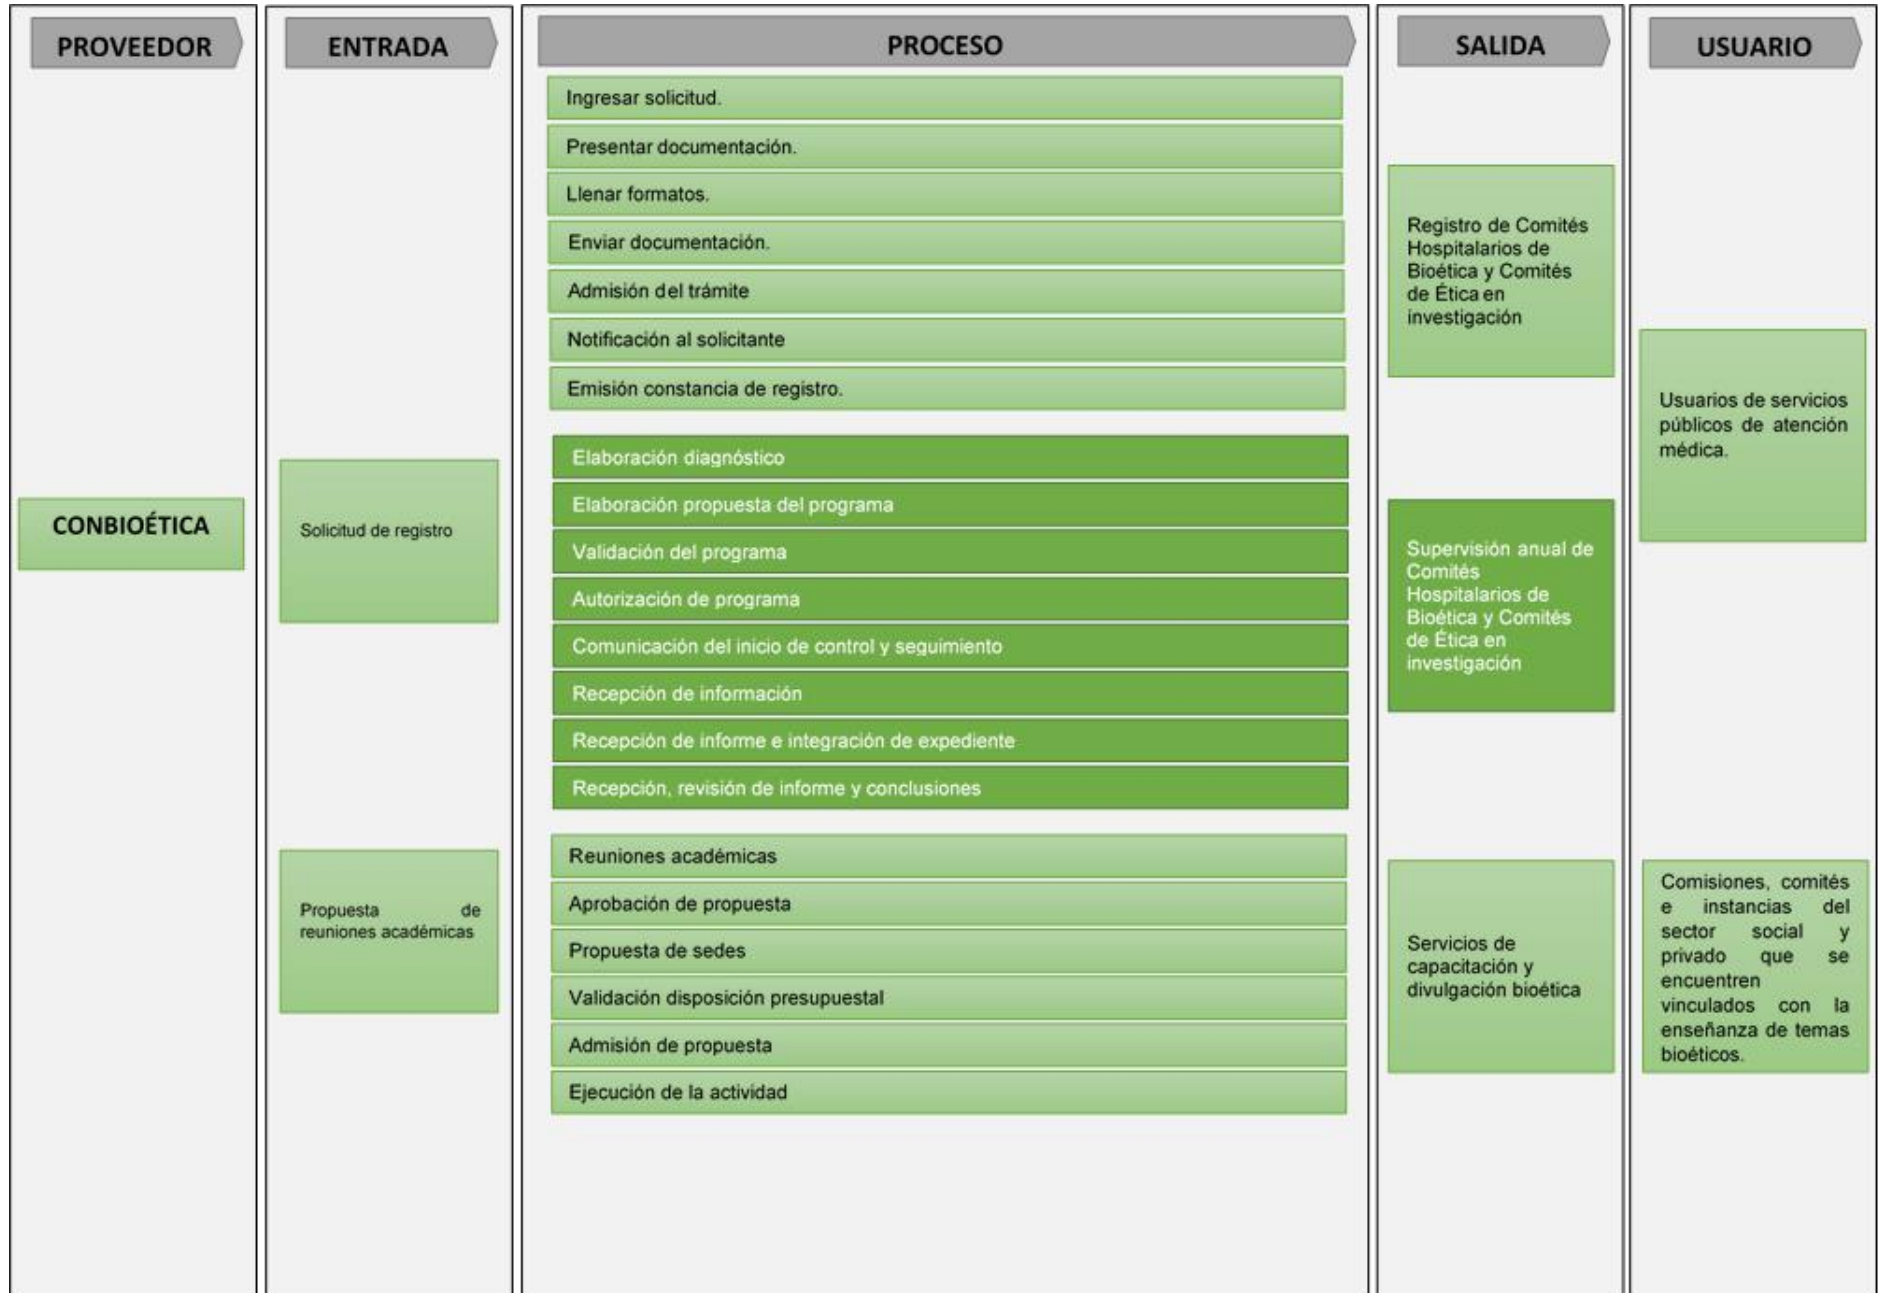 PROVEEDOR
CONBIOÉTICA
ENTRADA
Solicitud de registro
Propuesta de
reuniones académicas
PROCESO
Ingresar solicitud.
Presentar documentación.
Llenar formatos.
Enviar documentación.
Admisión del trámite
Notificación al solicitante
Emisión constancia de registro.
Elaboración diagnóstico
Elaboración propuesta del programa
Validación del programa
Autorización de programa
Comunicación del inicio de control y seguimiento
Recepción de información
Recepción de informe e integración de expediente
Recepción, revisión de informe y conclusiones
Reuniones académicas
Aprobación de propuesta
Propuesta de sedes
Validación disposición presupuestal
Admisión de propuesta
Ejecución de la actividad
SALIDA
Registro de Comités
Hospitalarios de
Bioética y Comités
de Ética en
investigación
Supervisión anual de
Comités
Hospitalarios de
Bioética y Comités
de Ética en
investigación
Servicios de
capacitación y
divulgación bioética
USUARIO
Usuarios de servicios
públicos de atención
médica.
Comisiones, comités
e instancias del
sector social y
privado que se
encuentren
vinculados con la
enseñanza de temas
bioéticos.